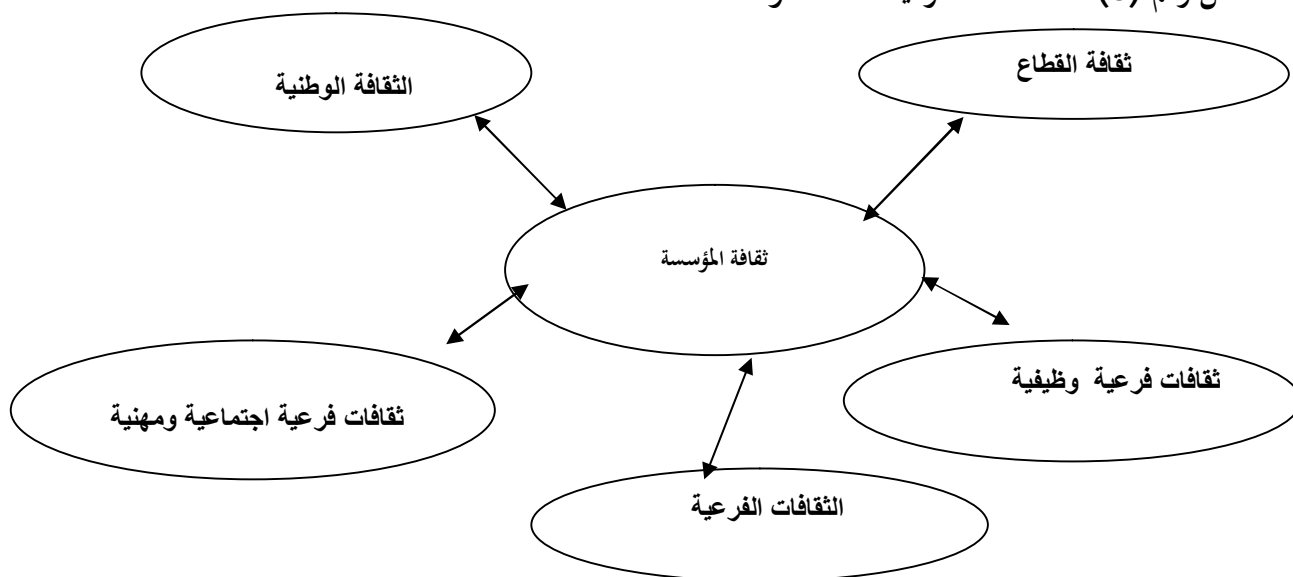 ثقافة القطاع
الثقافة الوطنية
ثقافة المؤسسة
ثقافات فرعية وظيفية
ثقافات فرعية اجتماعية ومهنية
الثقافات الفرعية